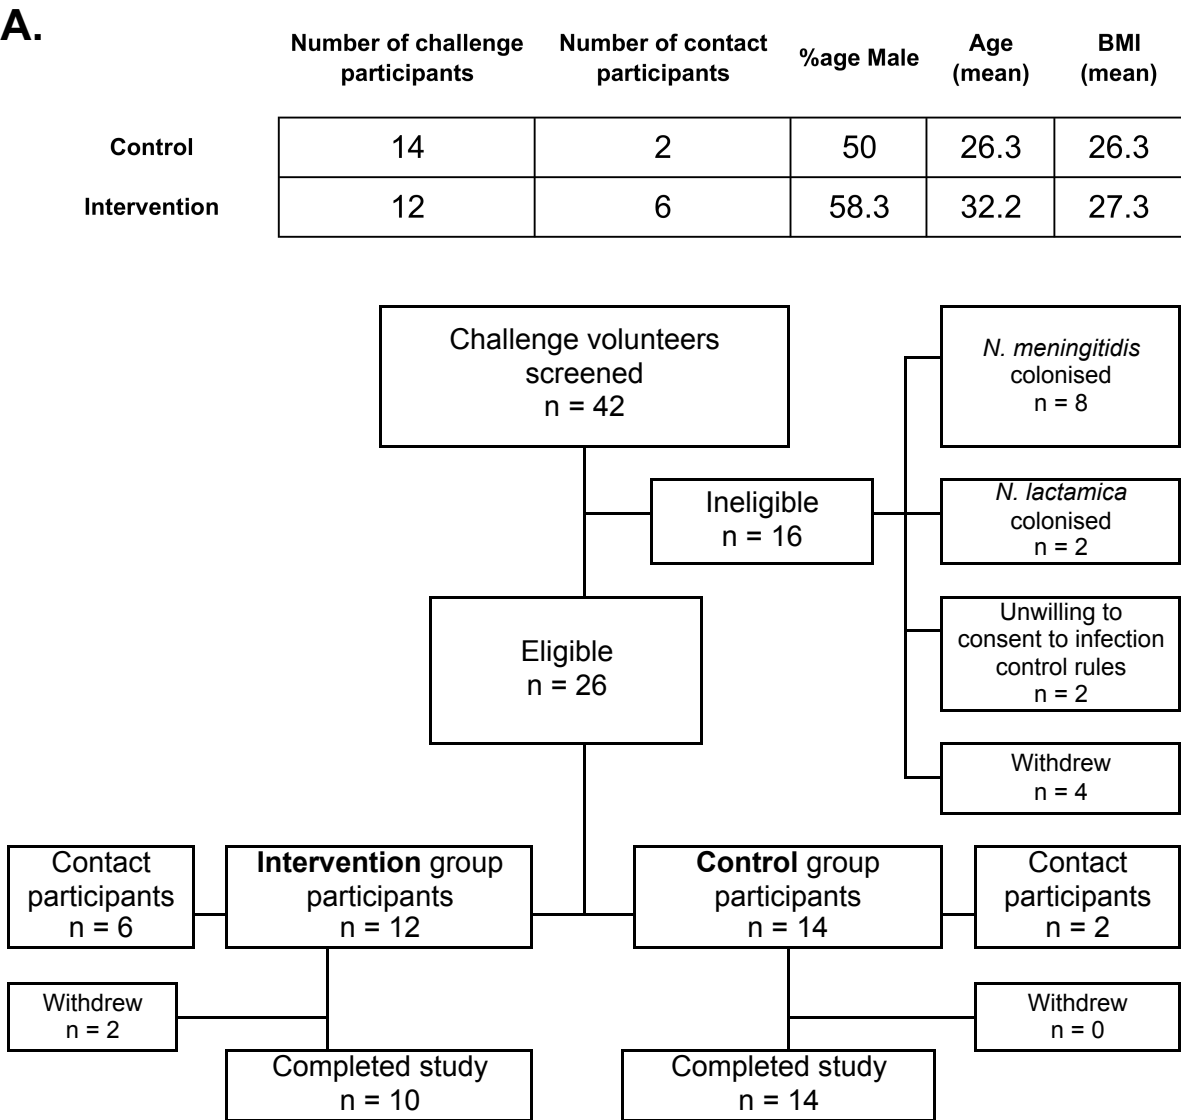 A.
Number of challenge participants
Number of contact participants
%age Male
Age (mean)
BMI (mean)
Control 14 2 50 26.3 26.3
Intervention 12 6 58.3 32.2 27.3
Challenge volunteers
screened
n = 42
N. meningitidis
colonised
n = 8
Ineligible
n = 16
N. lactamica
colonised
n = 2
Eligible
n = 26
Unwilling to
consent to infection
control rules
n = 2
Withdrew
n = 4
Contact
participants
n = 6
Intervention group
participants
n = 12
Control group
participants
n = 14
Contact
participants
n = 2
Withdrew
n = 2
Withdrew
n = 0
Completed study
n = 10
Completed study
n = 14